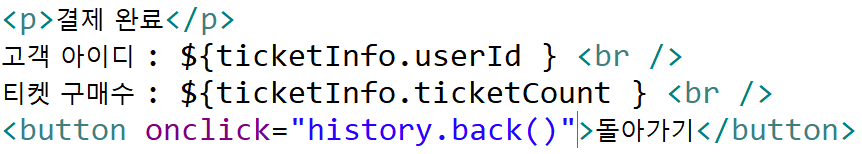 <p>결제 완료</p>
고객 아이디 : ${ticketInfo.userId } <br />
티켓 구매수 : ${ticketInfo.ticketCount } <br />
<button onclick="history.back()">돌아가기</button>